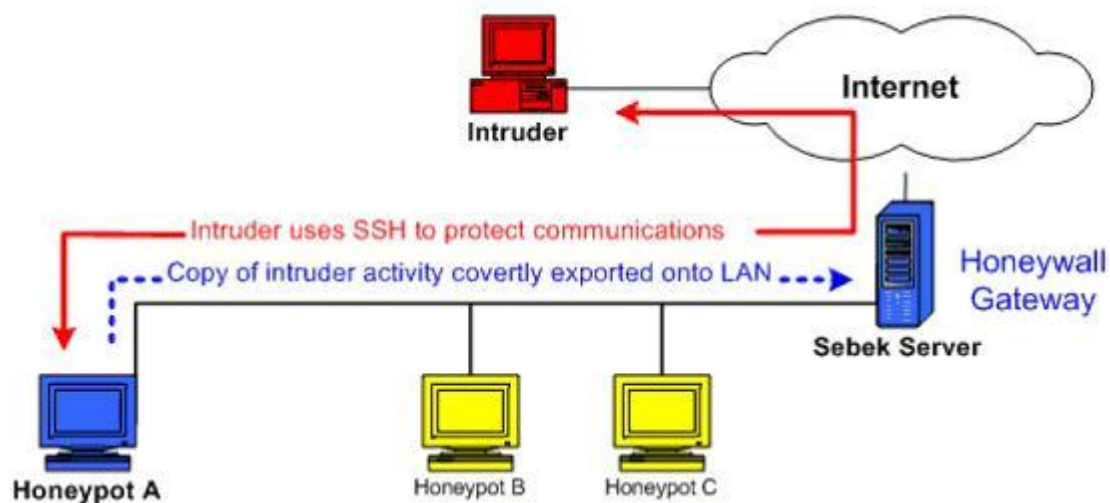 Internet
Intruder
Intruder uses SSH to protect communications
Copy of intruder activity covertly exported onto LAN
Honeywall
Gateway
Sebek Server
Honeypot A
Honeypot B
Honeypot C